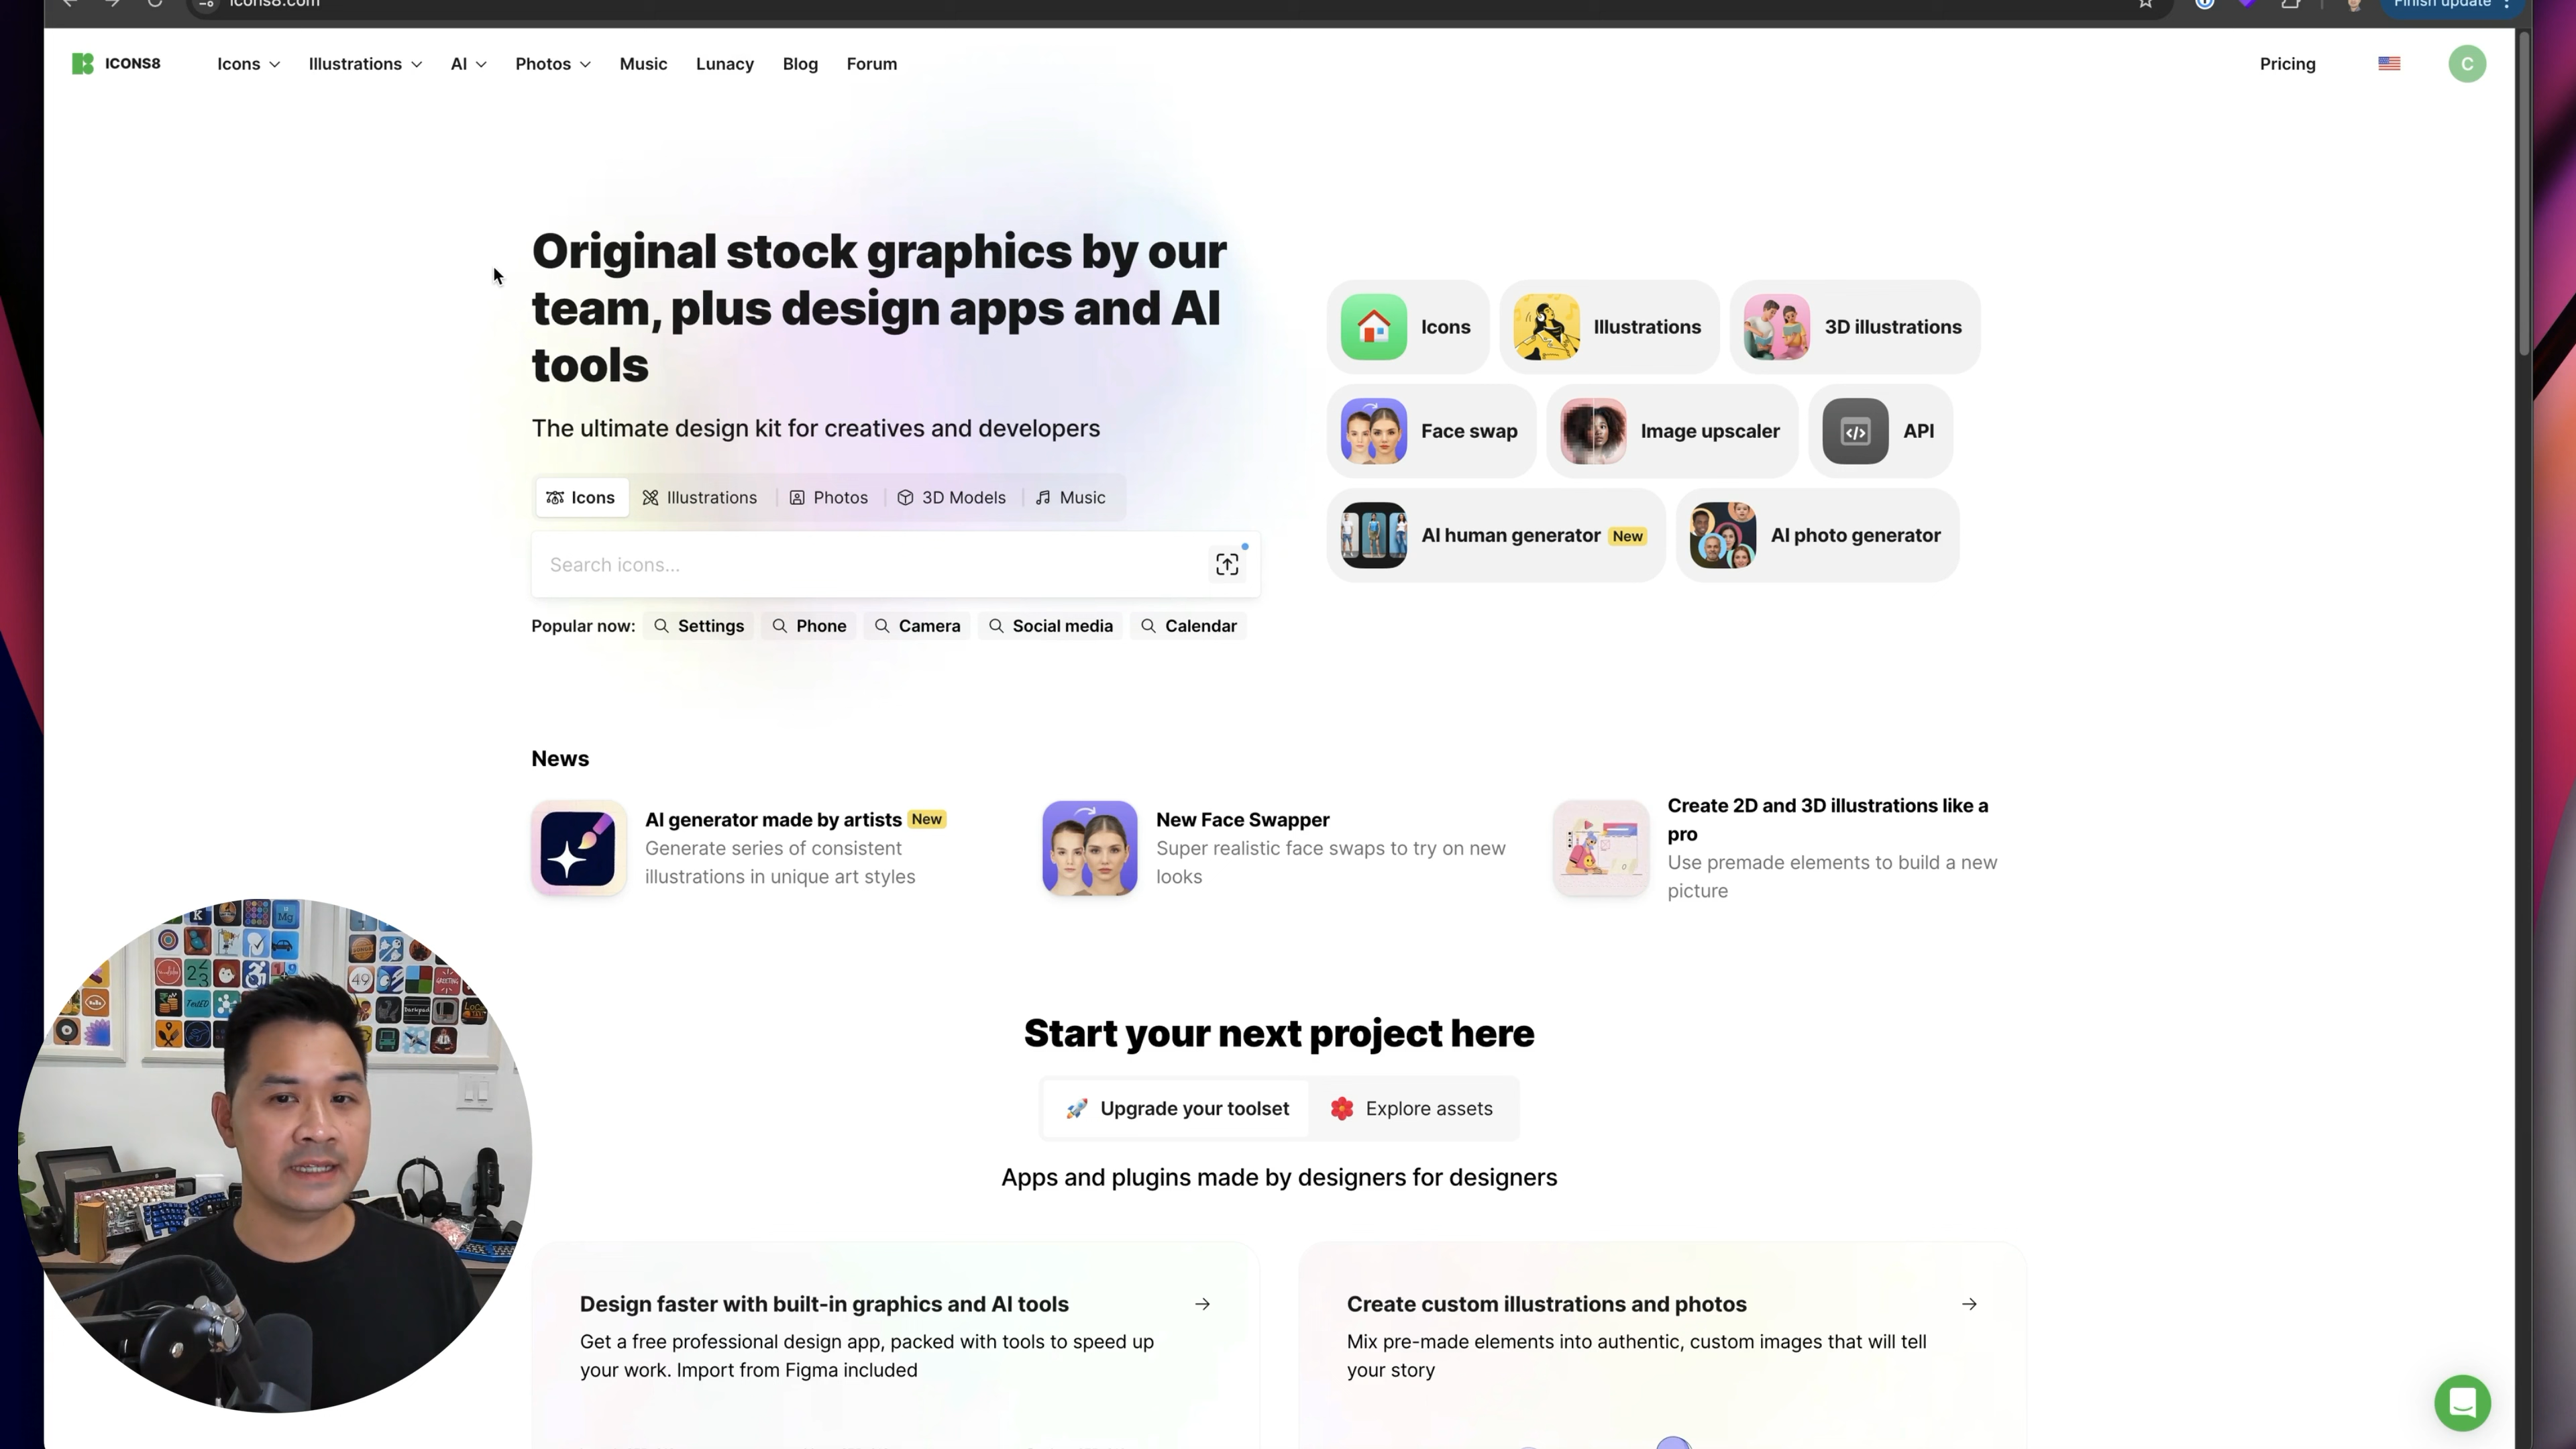 icons8.com
Finish update
ICONS8
Icons
Illustrations
AI
Photos
Music
Lunacy
Blog
Forum
Pricing
C
Original stock graphics by our
team, plus design apps and AI
tools
The ultimate design kit for creatives and developers
Icons
Illustrations
Photos
3D Models
Music
Search icons...
Popular now:
Settings
Phone
Camera
Social media
Calendar
Icons
Illustrations
3D illustrations
Face swap
Image upscaler
API
AI human generator New
AI photo generator
News
AI generator made by artists New
Generate series of consistent
illustrations in unique art styles
New Face Swapper
Super realistic face swaps to try on new
looks
Create 2D and 3D illustrations like a
pro
Use premade elements to build a new
picture
Start your next project here
Upgrade your toolset
Explore assets
Apps and plugins made by designers for designers
Design faster with built-in graphics and AI tools
Get a free professional design app, packed with tools to speed up
your work. Import from Figma included
Create custom illustrations and photos
Mix pre-made elements into authentic, custom images that will tell
your story
K
Mg
49